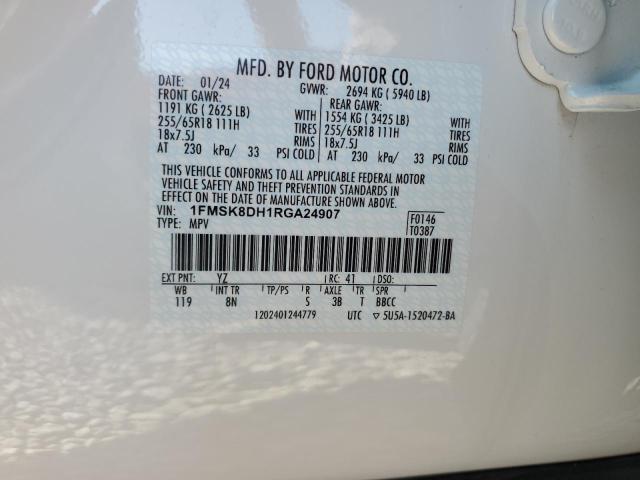 MFD. BY FORD MOTOR CO.
DATE: 01/24 GVWR: 2694 KG ( 5940 LB)
FRONT GAWR: REAR GAWR:
1191 KG ( 2625 LB) WITH 1554 KG ( 3425 LB) WITH
255/65R18 111H TIRES 255/65R18 111H TIRES
18x7.5J RIMS 18x7.5J RIMS
AT 230 kPa/ 33 PSI COLD AT 230 kPa/ 33 PSI COLD
THIS VEHICLE CONFORMS TO ALL APPLICABLE FEDERAL MOTOR
VEHICLE SAFETY AND THEFT PREVENTION STANDARDS IN
EFFECT ON THE DATE OF MANUFACTURE SHOWN ABOVE.
VIN: 1FMSK8DH1RGA24907 F0146
TYPE: MPV T0387
EXT PNT: YZ RC: 41 DSO:
WB INT TR TP/PS R AXLE TR SPR
119 8N S 3B T BBCC
1202401244779 UTC ▽ 5U5A-1520472-BA